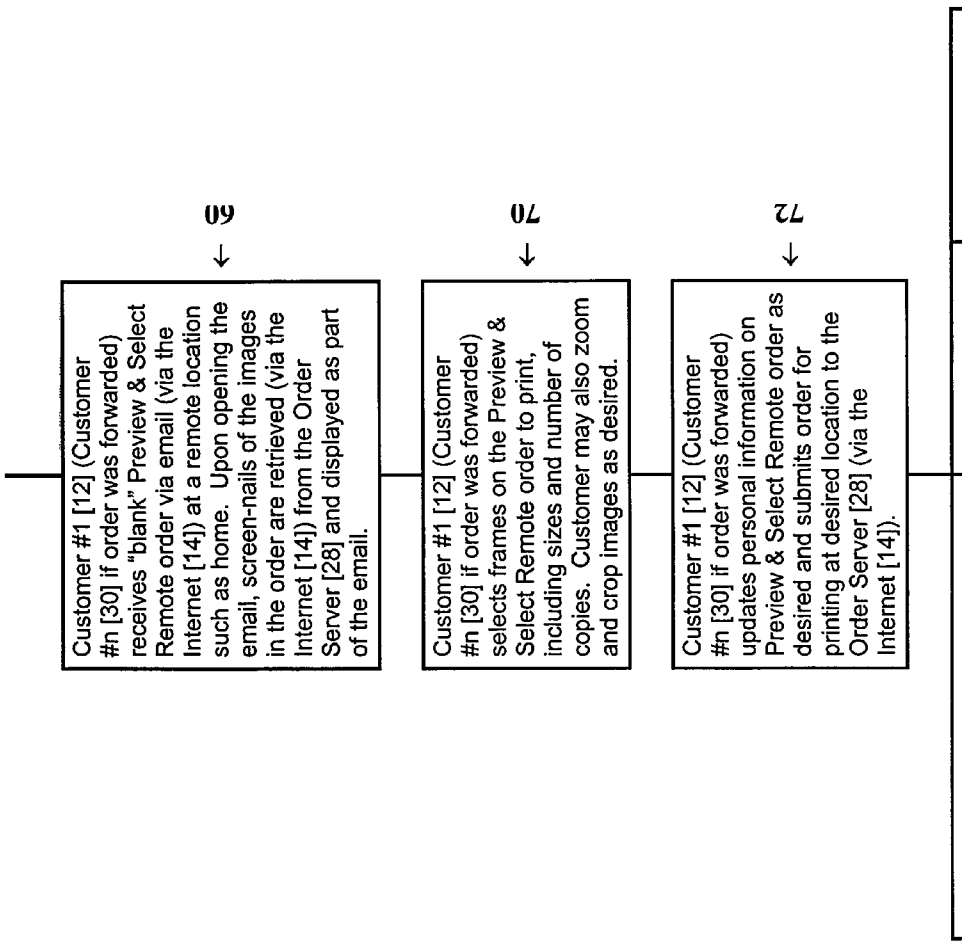 Customer #1 [12] (Customer
#n [30] if order was forwarded)
receives "blank" Preview & Select
Remote order via email (via the
Internet [14]) at a remote location
such as home. Upon opening the
email, screen-nails of the images
in the order are retrieved (via the
Internet [14]) from the Order
Server [28] and displayed as part
of the email.
← 60
Customer #1 [12] (Customer
#n [30] if order was forwarded)
selects frames on the Preview &
Select Remote order to print,
including sizes and number of
copies. Customer may also zoom
and crop images as desired.
← 70
Customer #1 [12] (Customer
#n [30] if order was forwarded)
updates personal information on
Preview & Select Remote order as
desired and submits order for
printing at desired location to the
Order Server [28] (via the
Internet [14]).
← 72